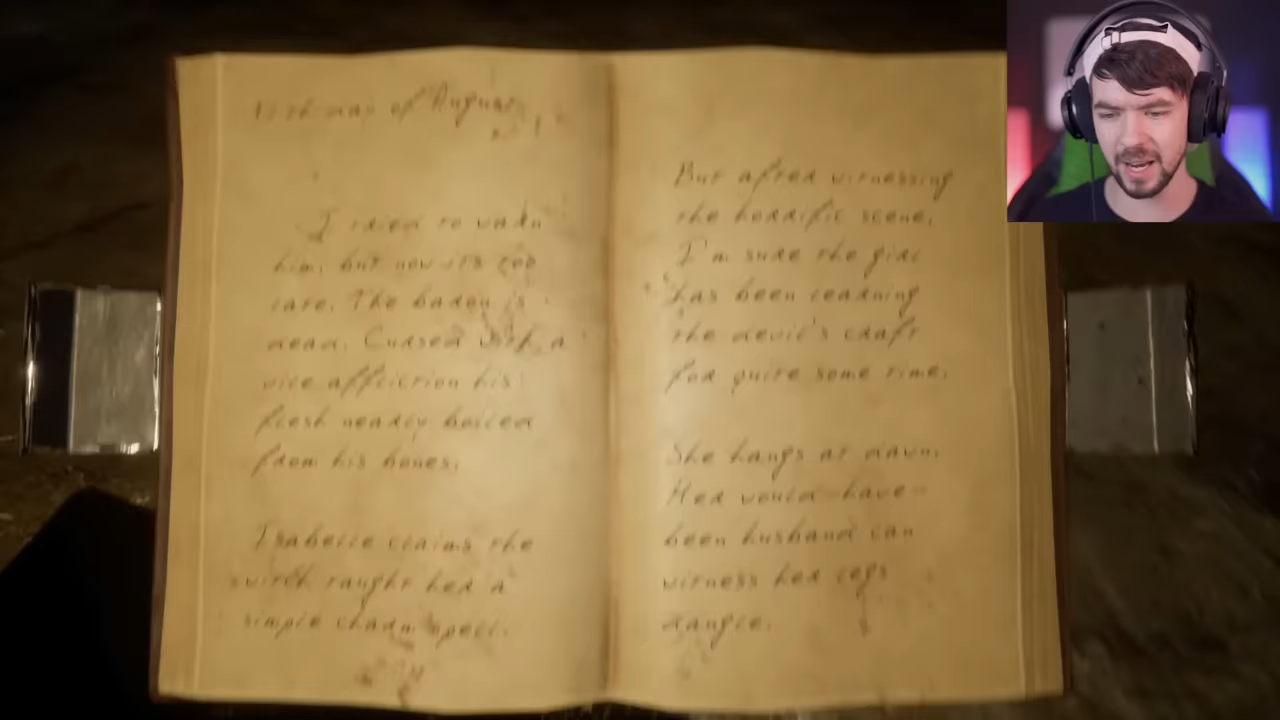 day of August
I tried to warn
him, but now it's too
late. The baron is
dead. Cursed with a
vile affliction his
flesh nearly boiled
from his bones.
Isabelle claims the
witch taught her a
simple charm spell.
But after witnessing
the horrific scene,
I'm sure the girl
has been learning
the devil's craft
for quite some time.
She hangs at dawn.
Her would-have-
been husband can
witness her legs
dangle.